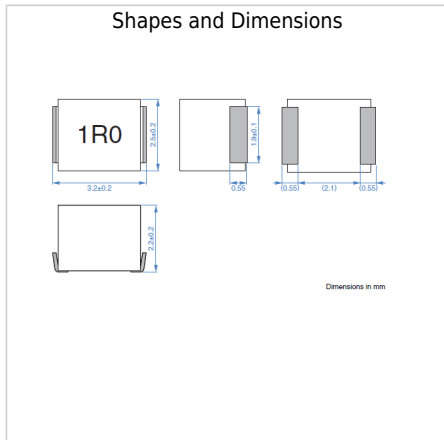 Shapes and Dimensions
1R0
2.5±0.2
3.2±0.2
1.9±0.1
0.55
(0.55)
(2.1)
(0.55)
2.2±0.2
Dimensions in mm